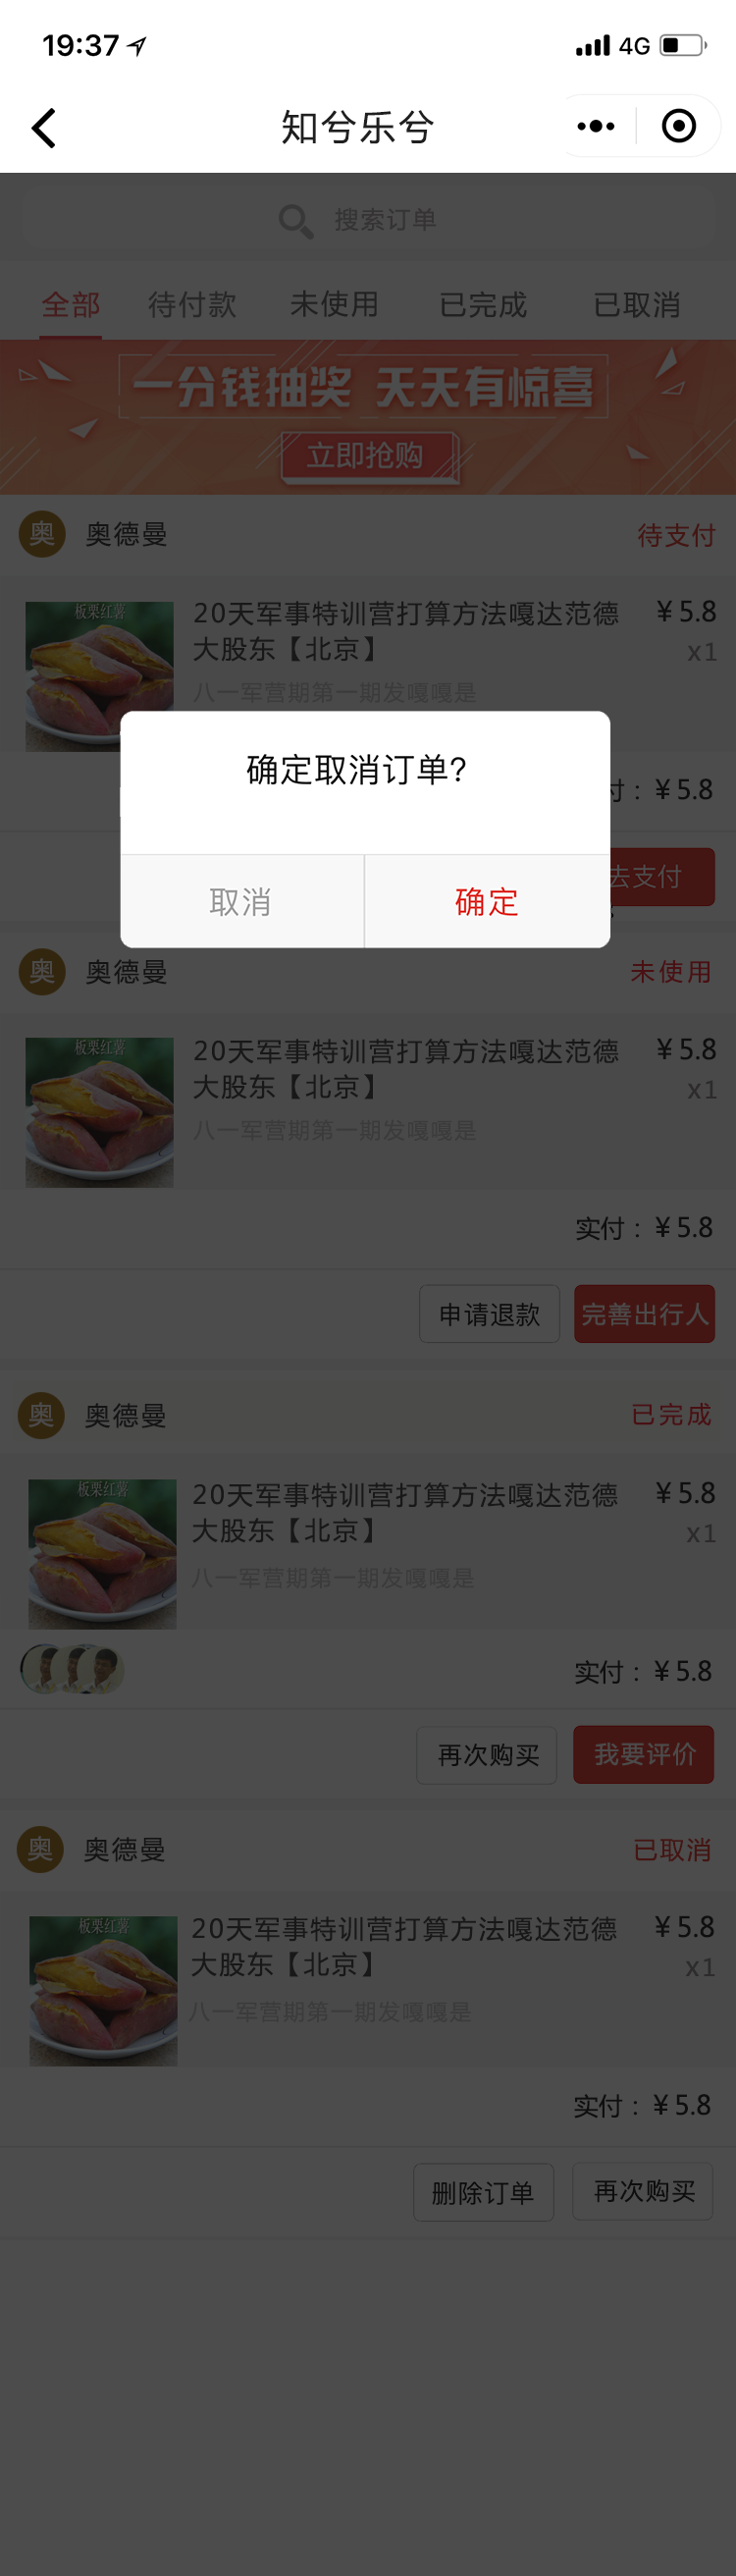 19:37
4G
知兮乐兮
搜索订单
全部 待付款 未使用 已完成 已取消
一分钱抽奖 天天有惊喜
立即抢购
奥 奥德曼 待支付
板栗红薯
20天军事特训营打算方法嘎达范德 ¥5.8
大股东【北京】 x1
八一军营期第一期发嘎嘎是
确定取消订单?
付：¥5.8
取消 确定
去支付
奥 奥德曼 未使用
板栗红薯
20天军事特训营打算方法嘎达范德 ¥5.8
大股东【北京】 x1
八一军营期第一期发嘎嘎是
实付：¥5.8
申请退款 完善出行人
奥 奥德曼 已完成
板栗红薯
20天军事特训营打算方法嘎达范德 ¥5.8
大股东【北京】 x1
八一军营期第一期发嘎嘎是
实付：¥5.8
再次购买 我要评价
奥 奥德曼 已取消
板栗红薯
20天军事特训营打算方法嘎达范德 ¥5.8
大股东【北京】 x1
八一军营期第一期发嘎嘎是
实付：¥5.8
删除订单 再次购买